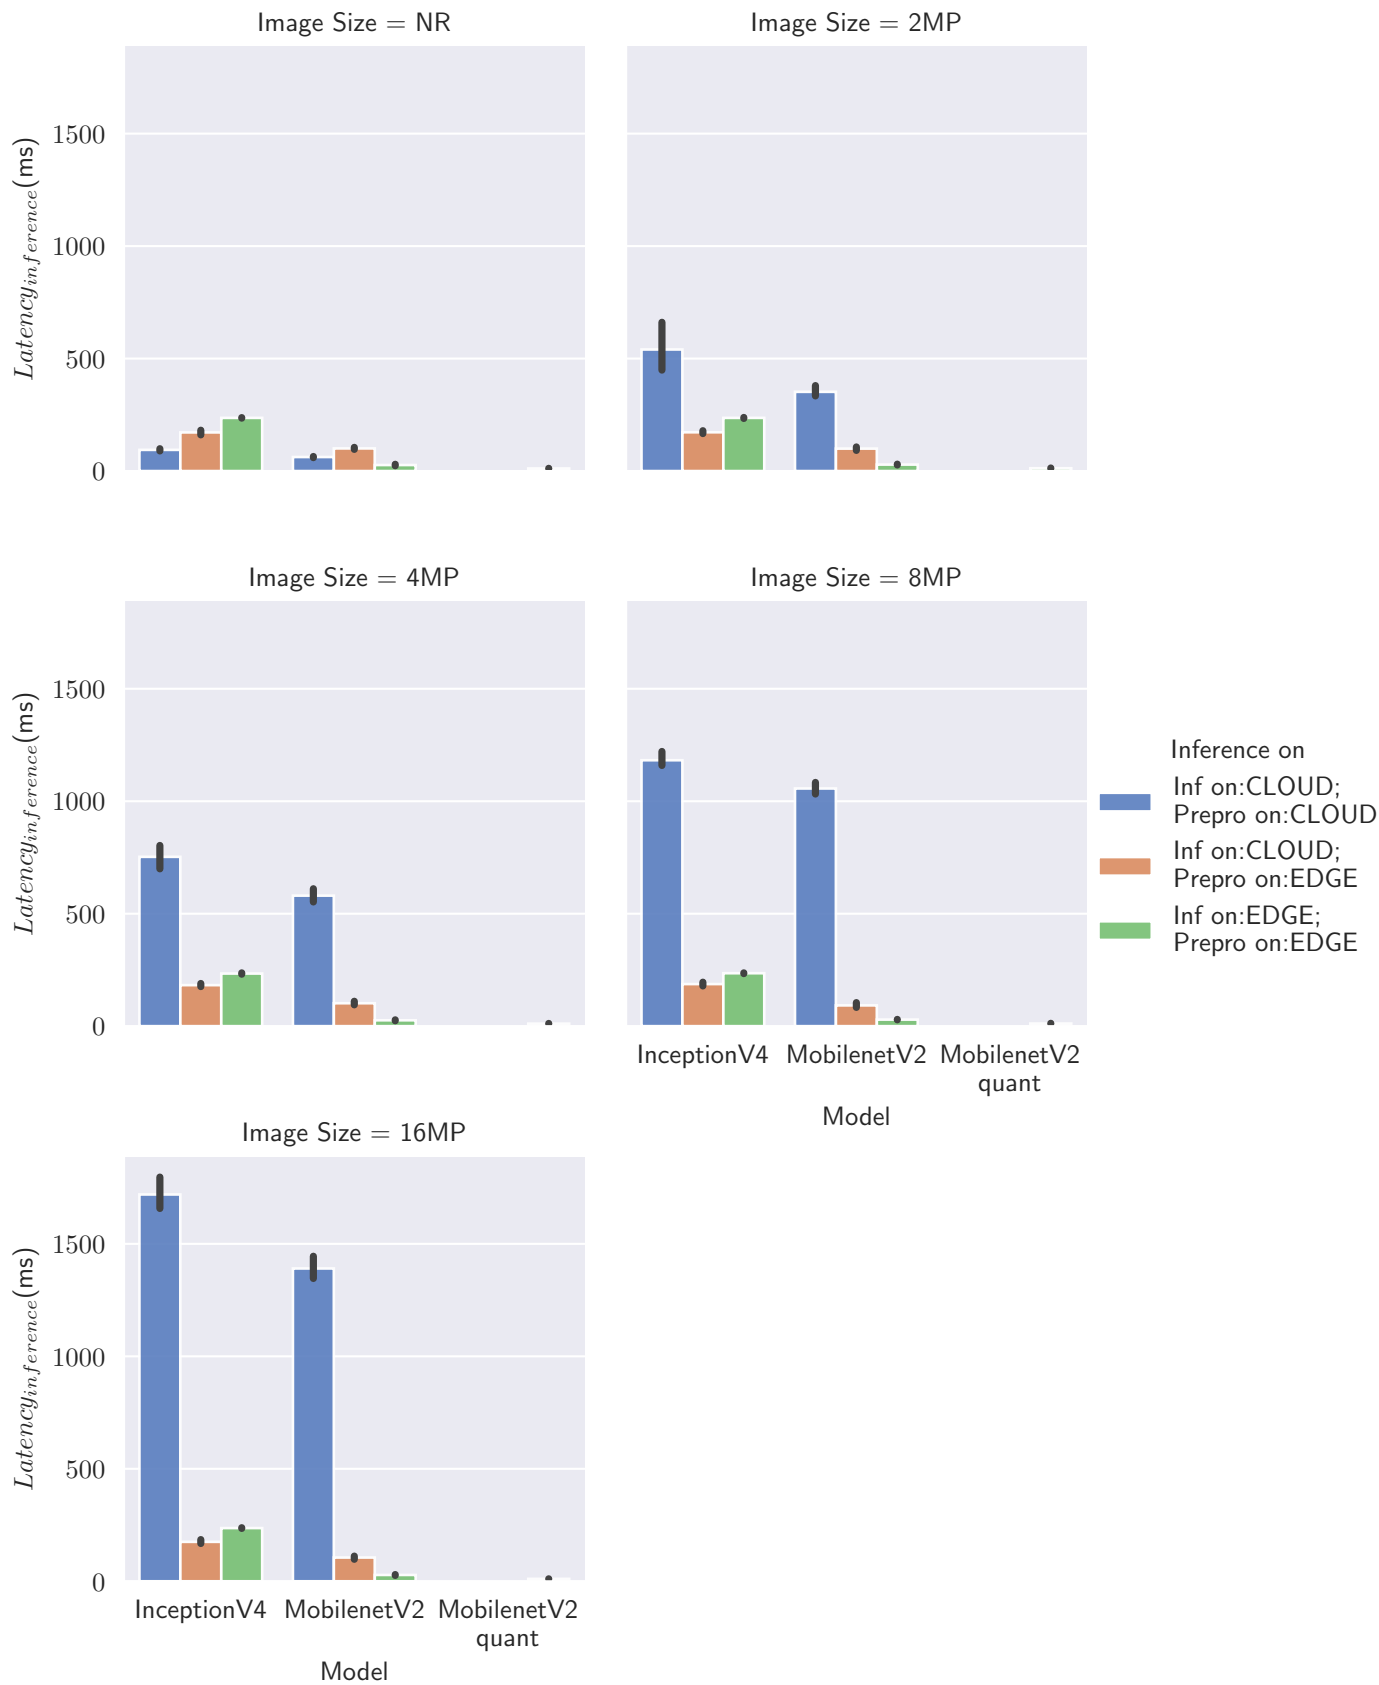 Image Size = NR
Image Size = 2MP
Latency_inference(ms)
1500
1000
500
0
Image Size = 4MP
Image Size = 8MP
Latency_inference(ms)
1500
1000
500
0
InceptionV4 MobilenetV2 MobilenetV2
quant
Model
Inference on
Inf on:CLOUD;
Prepro on:CLOUD
Inf on:CLOUD;
Prepro on:EDGE
Inf on:EDGE;
Prepro on:EDGE
Image Size = 16MP
Latency_inference(ms)
1500
1000
500
0
InceptionV4 MobilenetV2 MobilenetV2
quant
Model